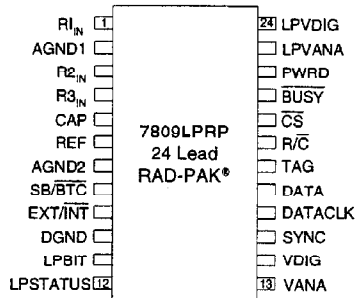 R1IN 1
AGND1
R2IN
R3IN
CAP
REF
AGND2
SB/BTC
EXT/INT
DGND
LPBIT
LPSTATUS 12
7809LPRP
24 Lead
RAD-PAK®
24 LPVDIG
LPVANA
PWRD
BUSY
CS
R/C
TAG
DATA
DATACLK
SYNC
VDIG
13 VANA